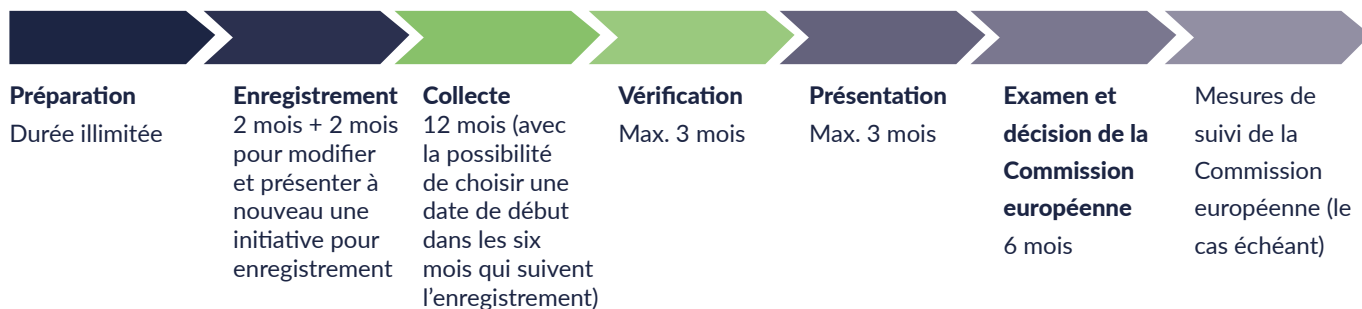 Préparation
Durée illimitée
Enregistrement
2 mois + 2 mois
pour modifier
et présenter à
nouveau une
initiative pour
enregistrement
Collecte
12 mois (avec
la possibilité
de choisir une
date de début
dans les six
mois qui suivent
l’enregistrement)
Vérification
Max. 3 mois
Présentation
Max. 3 mois
Examen et
décision de la
Commission
européenne
6 mois
Mesures de
suivi de la
Commission
européenne (le
cas échéant)